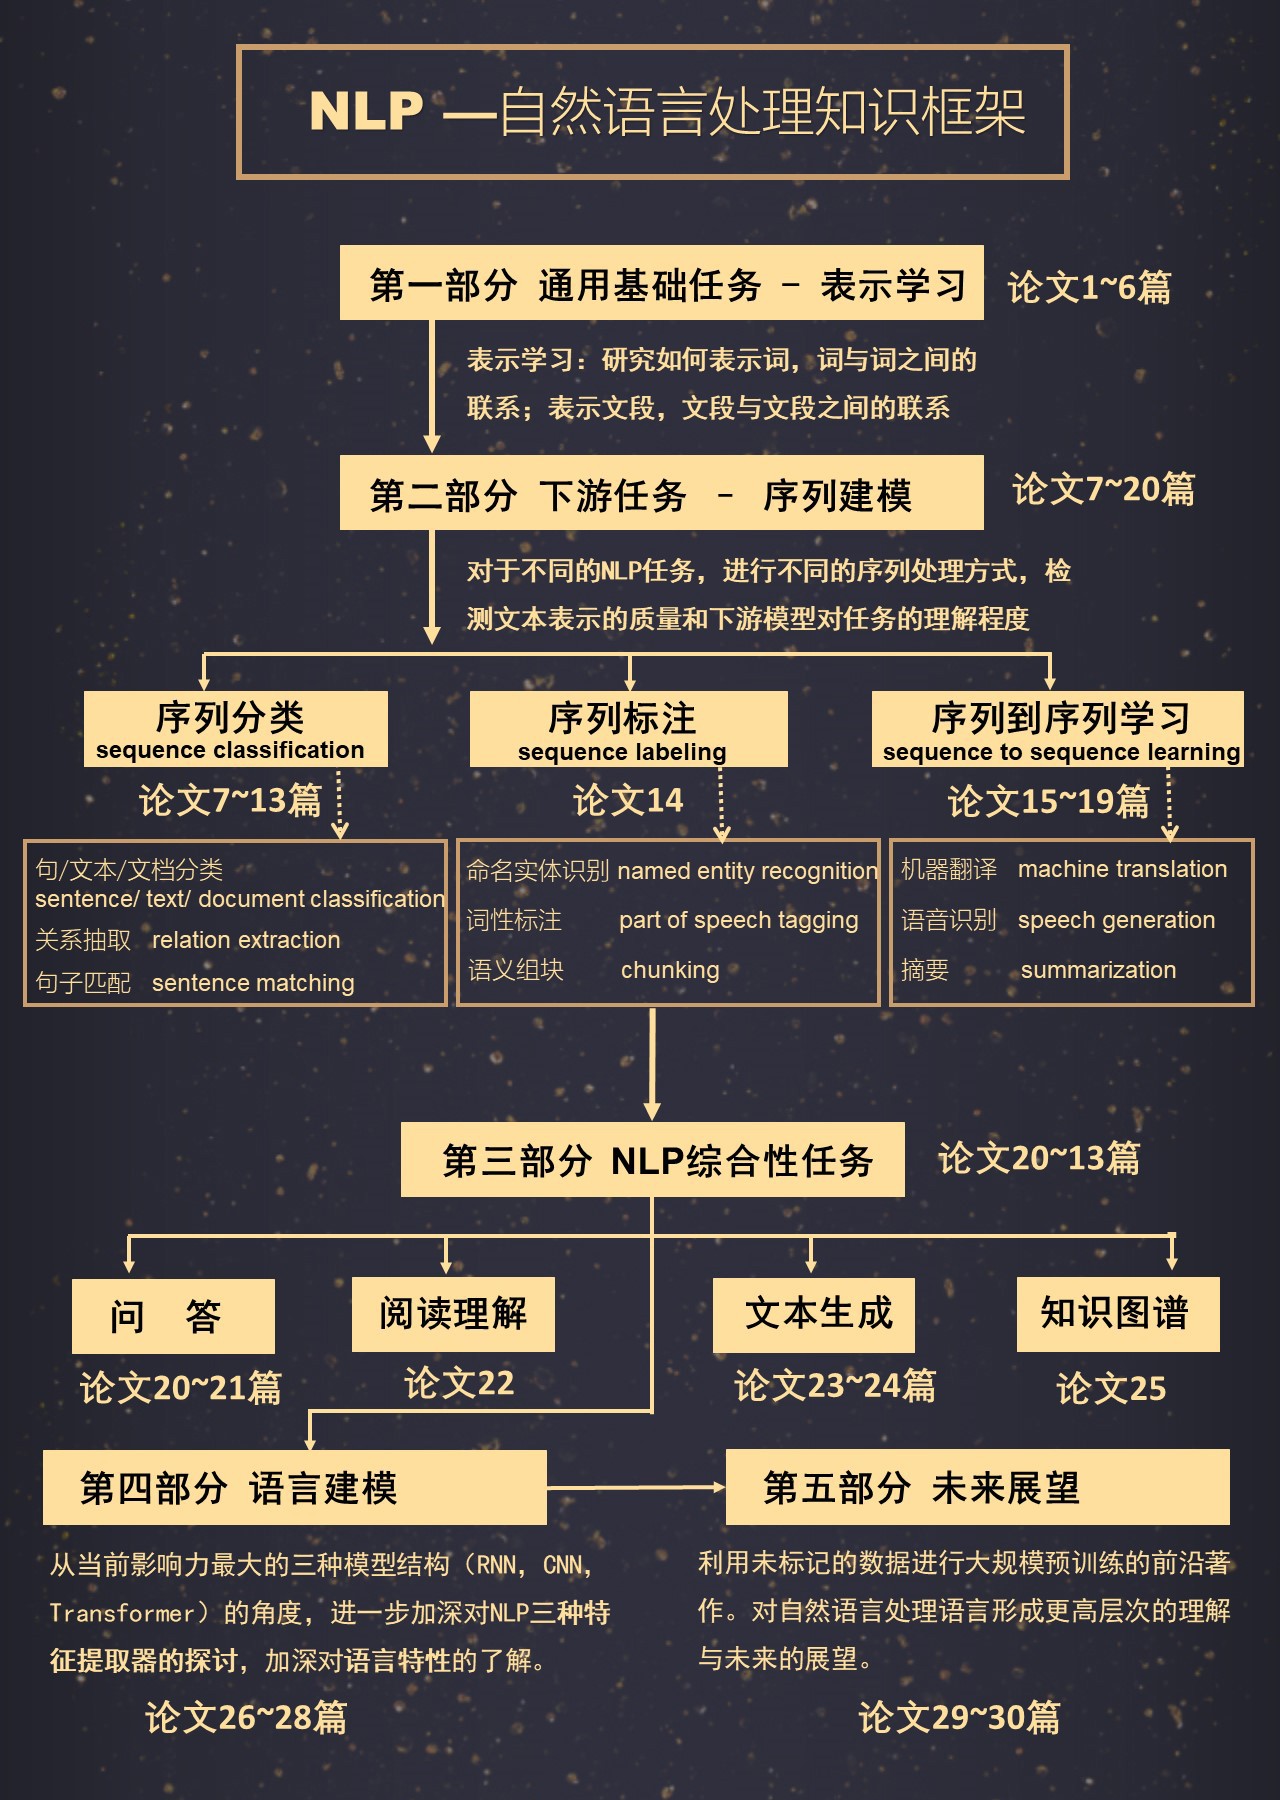 NLP —自然语言处理知识框架
第一部分 通用基础任务 - 表示学习
论文1~6篇
表示学习：研究如何表示词，词与词之间的
联系；表示文段，文段与文段之间的联系
第二部分 下游任务 - 序列建模
论文7~20篇
对于不同的NLP任务，进行不同的序列处理方式，检
测文本表示的质量和下游模型对任务的理解程度
序列分类
sequence classification
论文7~13篇
序列标注
sequence labeling
论文14
序列到序列学习
sequence to sequence learning
论文15~19篇
句/文本/文档分类
sentence/ text/ document classification
关系抽取 relation extraction
句子匹配 sentence matching
命名实体识别 named entity recognition
词性标注 part of speech tagging
语义组块 chunking
机器翻译 machine translation
语音识别 speech generation
摘要 summarization
第三部分 NLP综合性任务
论文20~13篇
问 答
论文20~21篇
阅读理解
论文22
文本生成
论文23~24篇
知识图谱
论文25
第四部分 语言建模
从当前影响力最大的三种模型结构（RNN，CNN，
Transformer）的角度，进一步加深对NLP三种特
征提取器的探讨，加深对语言特性的了解。
论文26~28篇
第五部分 未来展望
利用未标记的数据进行大规模预训练的前沿著
作。对自然语言处理语言形成更高层次的理解
与未来的展望。
论文29~30篇